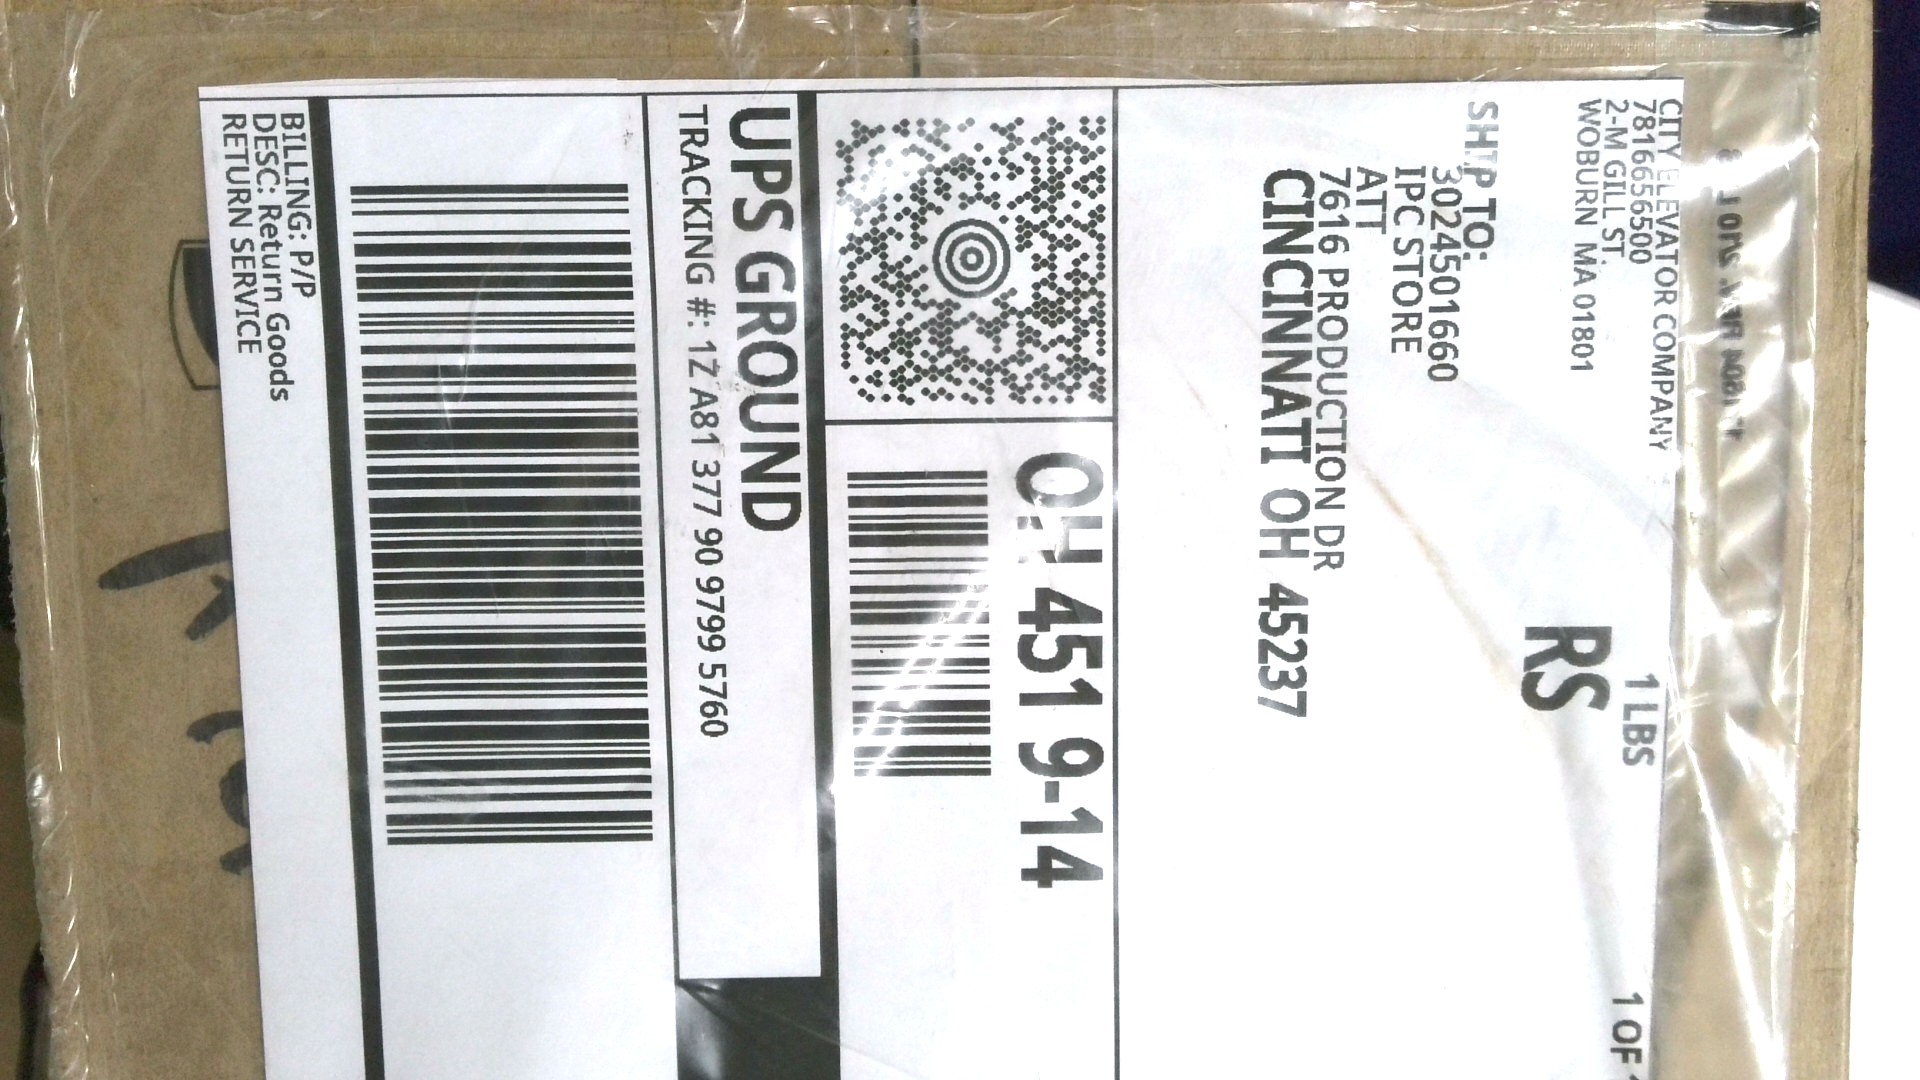 CITY ELEVATOR COMPANY
7816656500
2-M GILL ST.
WOBURN MA 01801
1 LBS
1 OF
RS
SHIP TO:
3024501660
IPC STORE
ATT
7616 PRODUCTION DR
CINCINNATI OH 45237
OH 451 9-14
UPS GROUND
TRACKING #: 1Z A81 377 90 9799 5760
BILLING: P/P
DESC: Return Goods
RETURN SERVICE